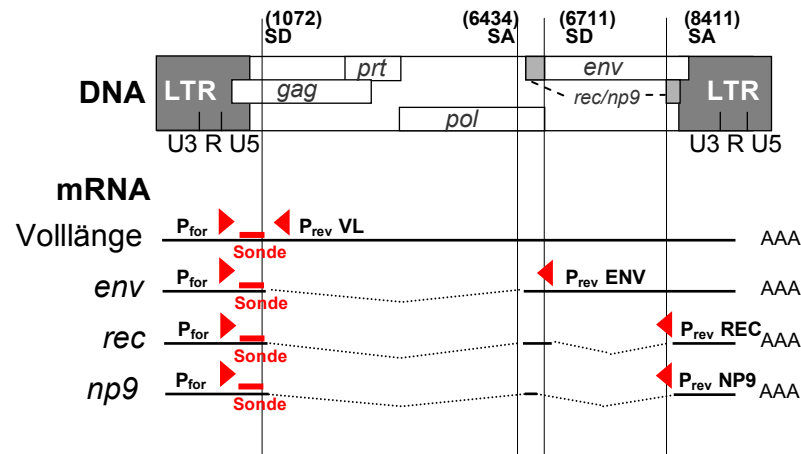 (1072) (6434) (6711) (8411)
SD SA SD SA
prt env
DNA LTR gag rec/np9 LTR
pol
U3 R U5 U3 R U5
mRNA
Volllänge Pfor Prev VL AAA
Sonde
env Pfor Prev ENV AAA
Sonde
rec Pfor Prev REC AAA
Sonde
np9 Pfor Prev NP9 AAA
Sonde